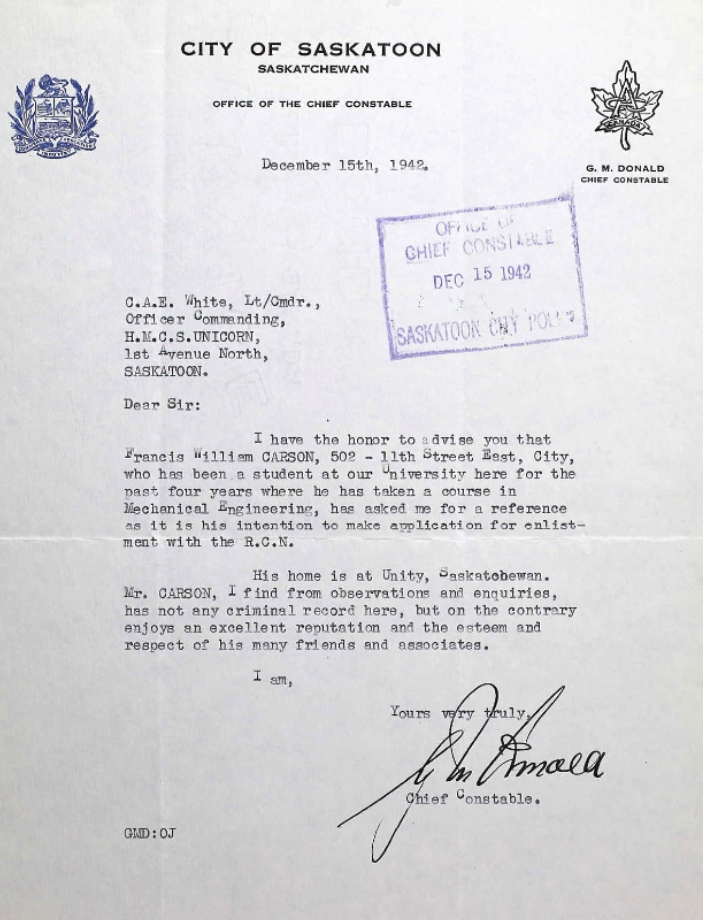 CITY OF SASKATOON
SASKATCHEWAN
OFFICE OF THE CHIEF CONSTABLE
CANADA
G. M. DONALD
CHIEF CONSTABLE
December 15th, 1942.
OFFICE OF
CHIEF CONSTABLE
DEC 15 1942
SASKATOON CITY POLICE
C.A.E. White, Lt/Cmdr.,
Officer Commanding,
H.M.C.S.UNICORN,
1st Avenue North,
SASKATOON.
Dear Sir:
I have the honor to advise you that
Francis William CARSON, 502 - 11th Street East, City,
who has been a student at our University here for the
past four years where he has taken a course in
Mechanical Engineering, has asked me for a reference
as it is his intention to make application for enlist-
ment with the R.C.N.
His home is at Unity, Saskatchewan.
Mr. CARSON, I find from observations and enquiries,
has not any criminal record here, but on the contrary
enjoys an excellent reputation and the esteem and
respect of his many friends and associates.
I am,
Yours very truly,
G M Donald
Chief Constable.
GMD:OJ